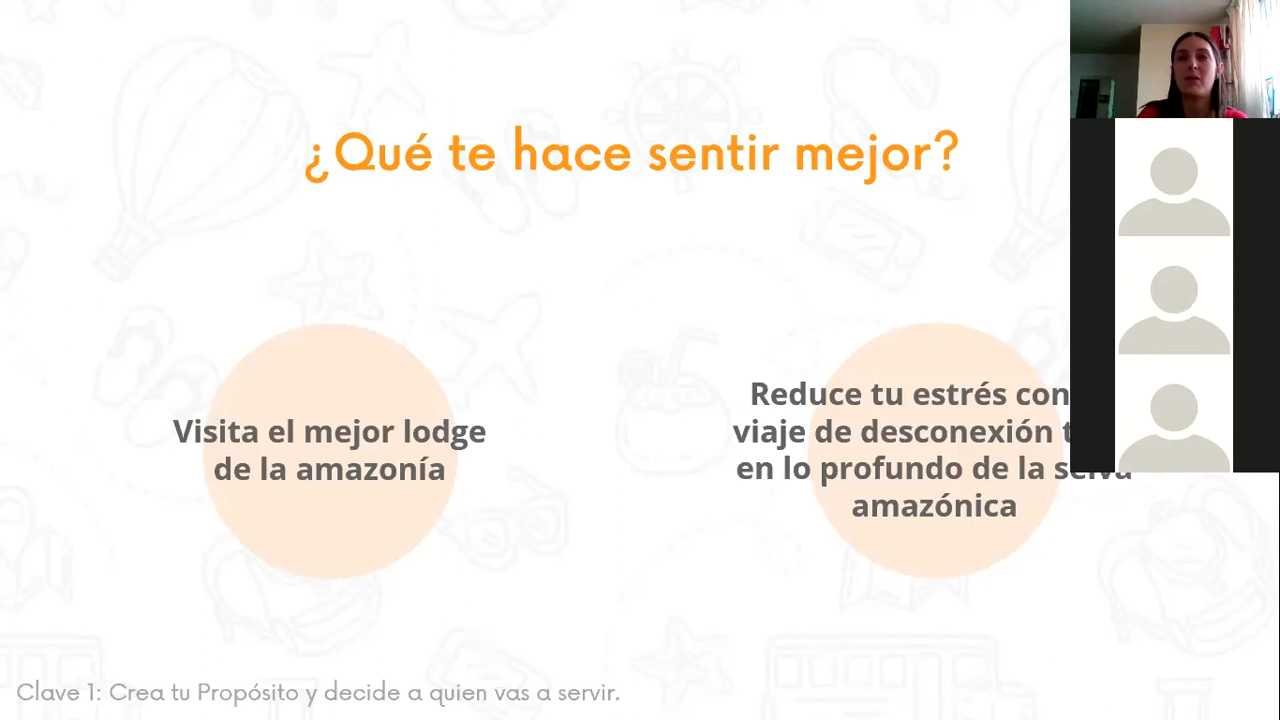 ¿Qué te hace sentir mejor?
Visita el mejor lodge
de la amazonía
Reduce tu estrés con
viaje de desconexión
en lo profundo de la selva
amazónica
Clave 1: Crea tu Propósito y decide a quien vas a servir.